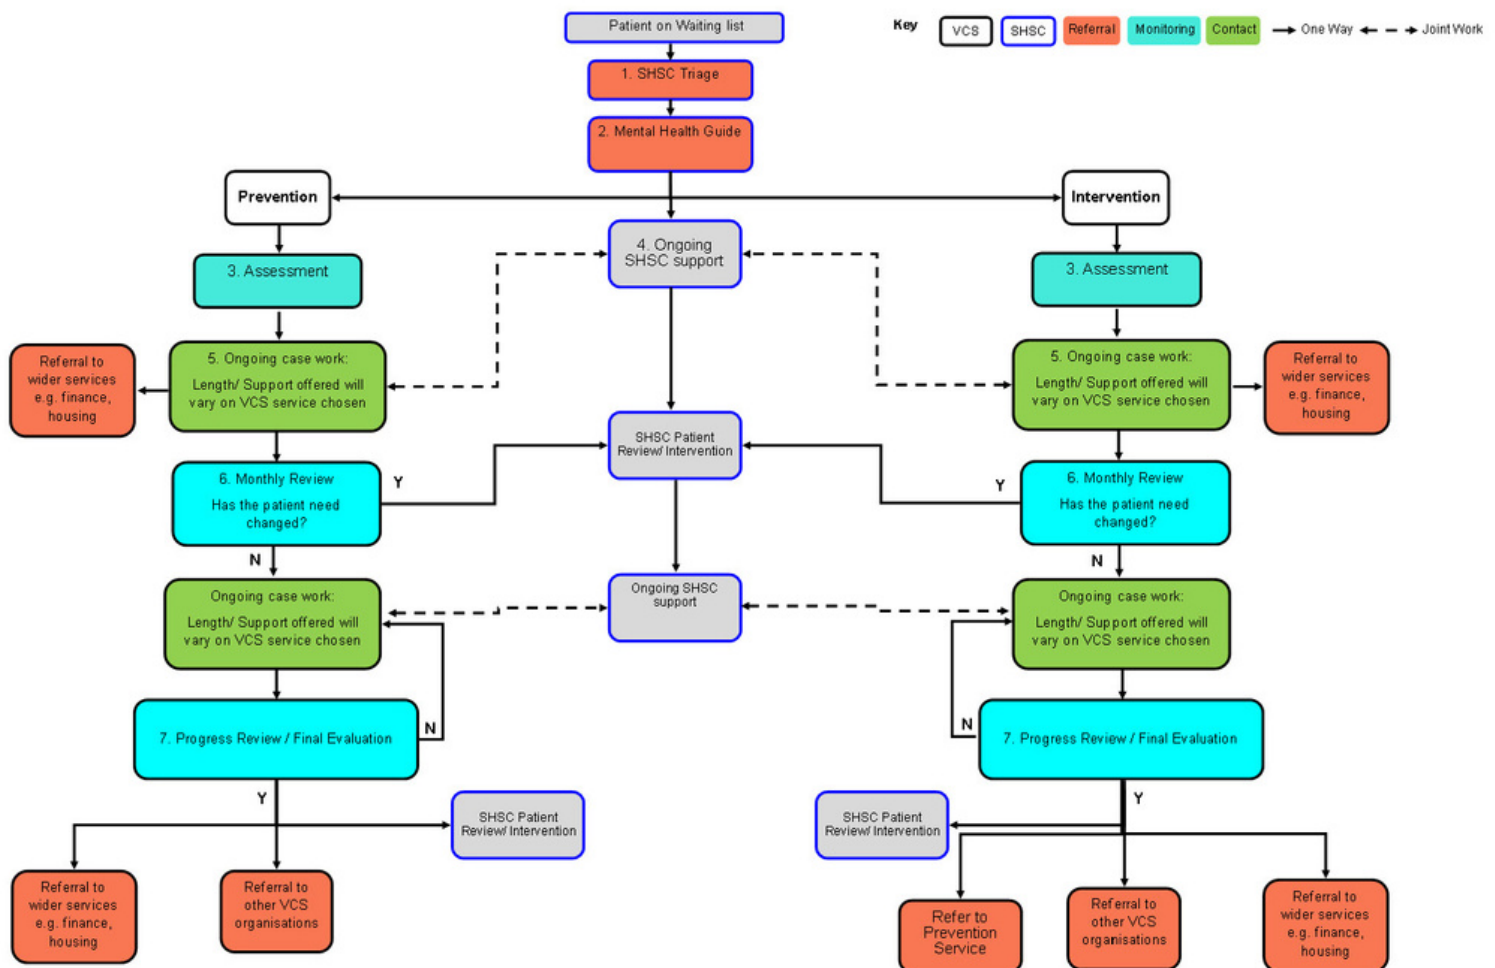 Patient on Waiting list
Key
VCS
SHSC
Referral
Monitoring
Contact
One Way
Joint Work
1. SHSC Triage
2. Mental Health Guide
Prevention
Intervention
4. Ongoing
SHSC support
3. Assessment
3. Assessment
Referral to
wider services
e.g. finance,
housing
5. Ongoing case work:
Length/ Support offered will
vary on VCS service chosen
5. Ongoing case work:
Length/ Support offered will
vary on VCS service chosen
Referral to
wider services
e.g. finance,
housing
SHSC Patient
Review/ Intervention
6. Monthly Review
Has the patient need
changed?
Y
N
Y
6. Monthly Review
Has the patient need
changed?
N
Ongoing case work:
Length/ Support offered will
vary on VCS service chosen
Ongoing SHSC
support
Ongoing case work:
Length/ Support offered will
vary on VCS service chosen
7. Progress Review / Final Evaluation
N
N
7. Progress Review / Final Evaluation
Y
SHSC Patient
Review/ Intervention
SHSC Patient
Review/ Intervention
Y
Referral to
wider services
e.g. finance,
housing
Referral to
other VCS
organisations
Refer to
Prevention
Service
Referral to
other VCS
organisations
Referral to
wider services
e.g. finance,
housing